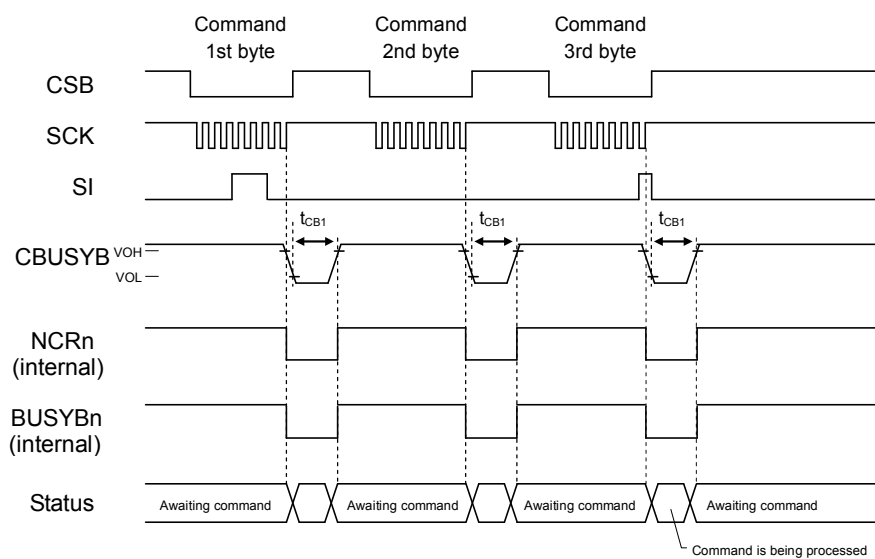 Command
1st byte
Command
2nd byte
Command
3rd byte
CSB
SCK
SI
tCB1
tCB1
tCB1
CBUSYB
VOH
VOL
NCRn
(internal)
BUSYBn
(internal)
Status
Awaiting command
Awaiting command
Awaiting command
Awaiting command
Command is being processed